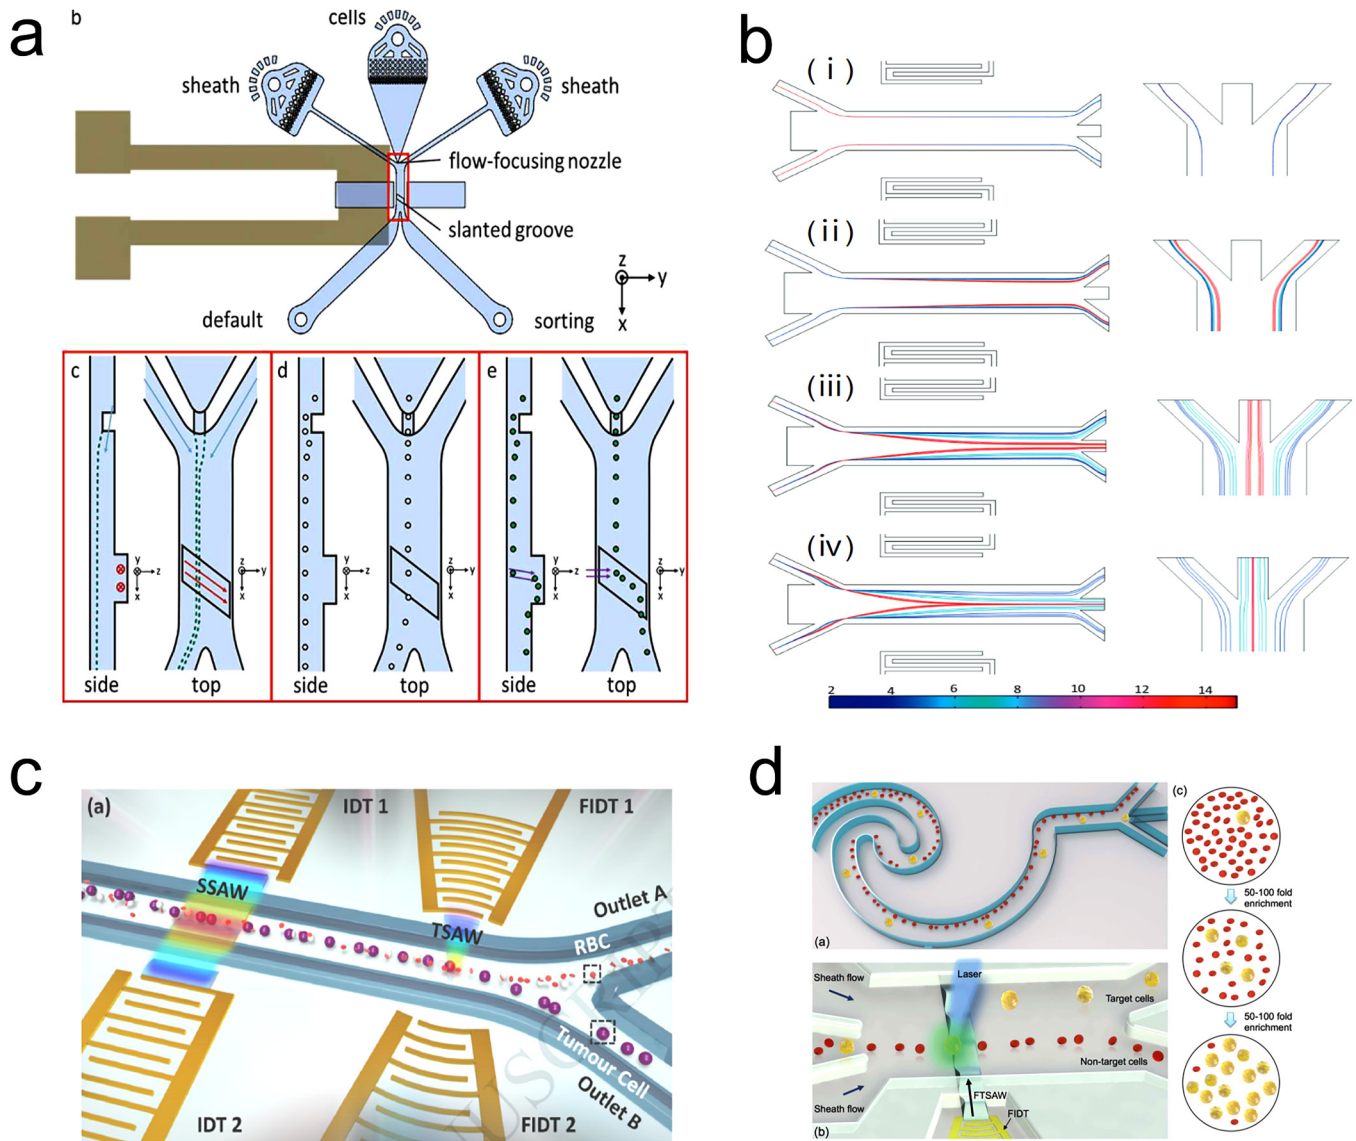 a
b
cells
sheath
sheath
flow-focusing nozzle
slanted groove
z
y
x
default
sorting
c
y
z
x
z
y
x
side
top
d
y
z
x
z
y
x
side
top
e
y
z
x
z
y
x
side
top
b
(i)
(ii)
(iii)
(iv)
2 4 6 8 10 12 14
c
(a)
IDT 1
FIDT 1
SSAW
TSAW
Outlet A
RBC
Tumour Cell
Outlet B
IDT 2
FIDT 2
d
(a)
(c)
50-100 fold
enrichment
50-100 fold
enrichment
Laser
Sheath flow
Target cells
Non-target cells
Sheath flow
FTSAW
FIDT
(b)